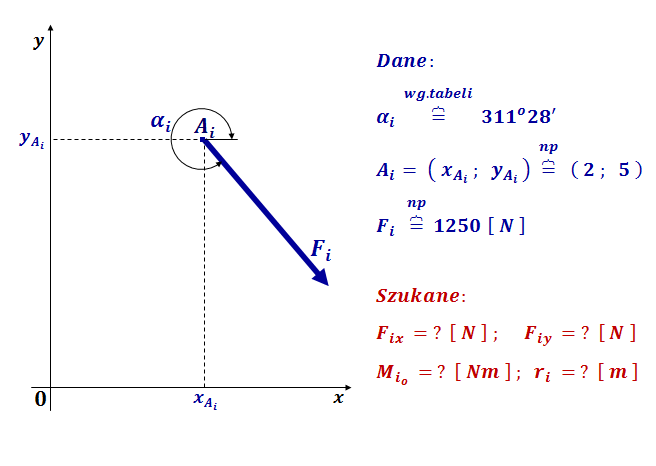 y
α_i
A_i
y_{A_i}
F_i
0
x_{A_i}
x
Dane:
α_i ≙ wg.tabeli 311°28′
A_i = ( x_{A_i} ; y_{A_i} ) ≙ np ( 2 ; 5 )
F_i ≙ np 1250 [ N ]
Szukane:
F_{ix} = ? [ N ] ; F_{iy} = ? [ N ]
M_{i_o} = ? [ Nm ] ; r_i = ? [ m ]